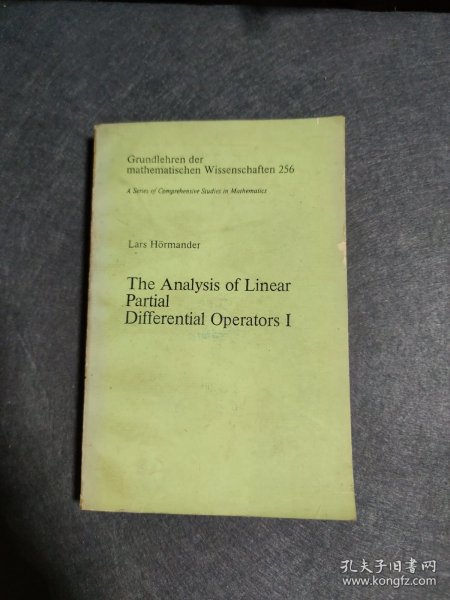 Grundlehren der
mathematischen Wissenschaften 256
A Series of Comprehensive Studies in Mathematics
Lars Hörmander
The Analysis of Linear
Partial
Differential Operators I
孔夫子旧书网
www.kongfz.com